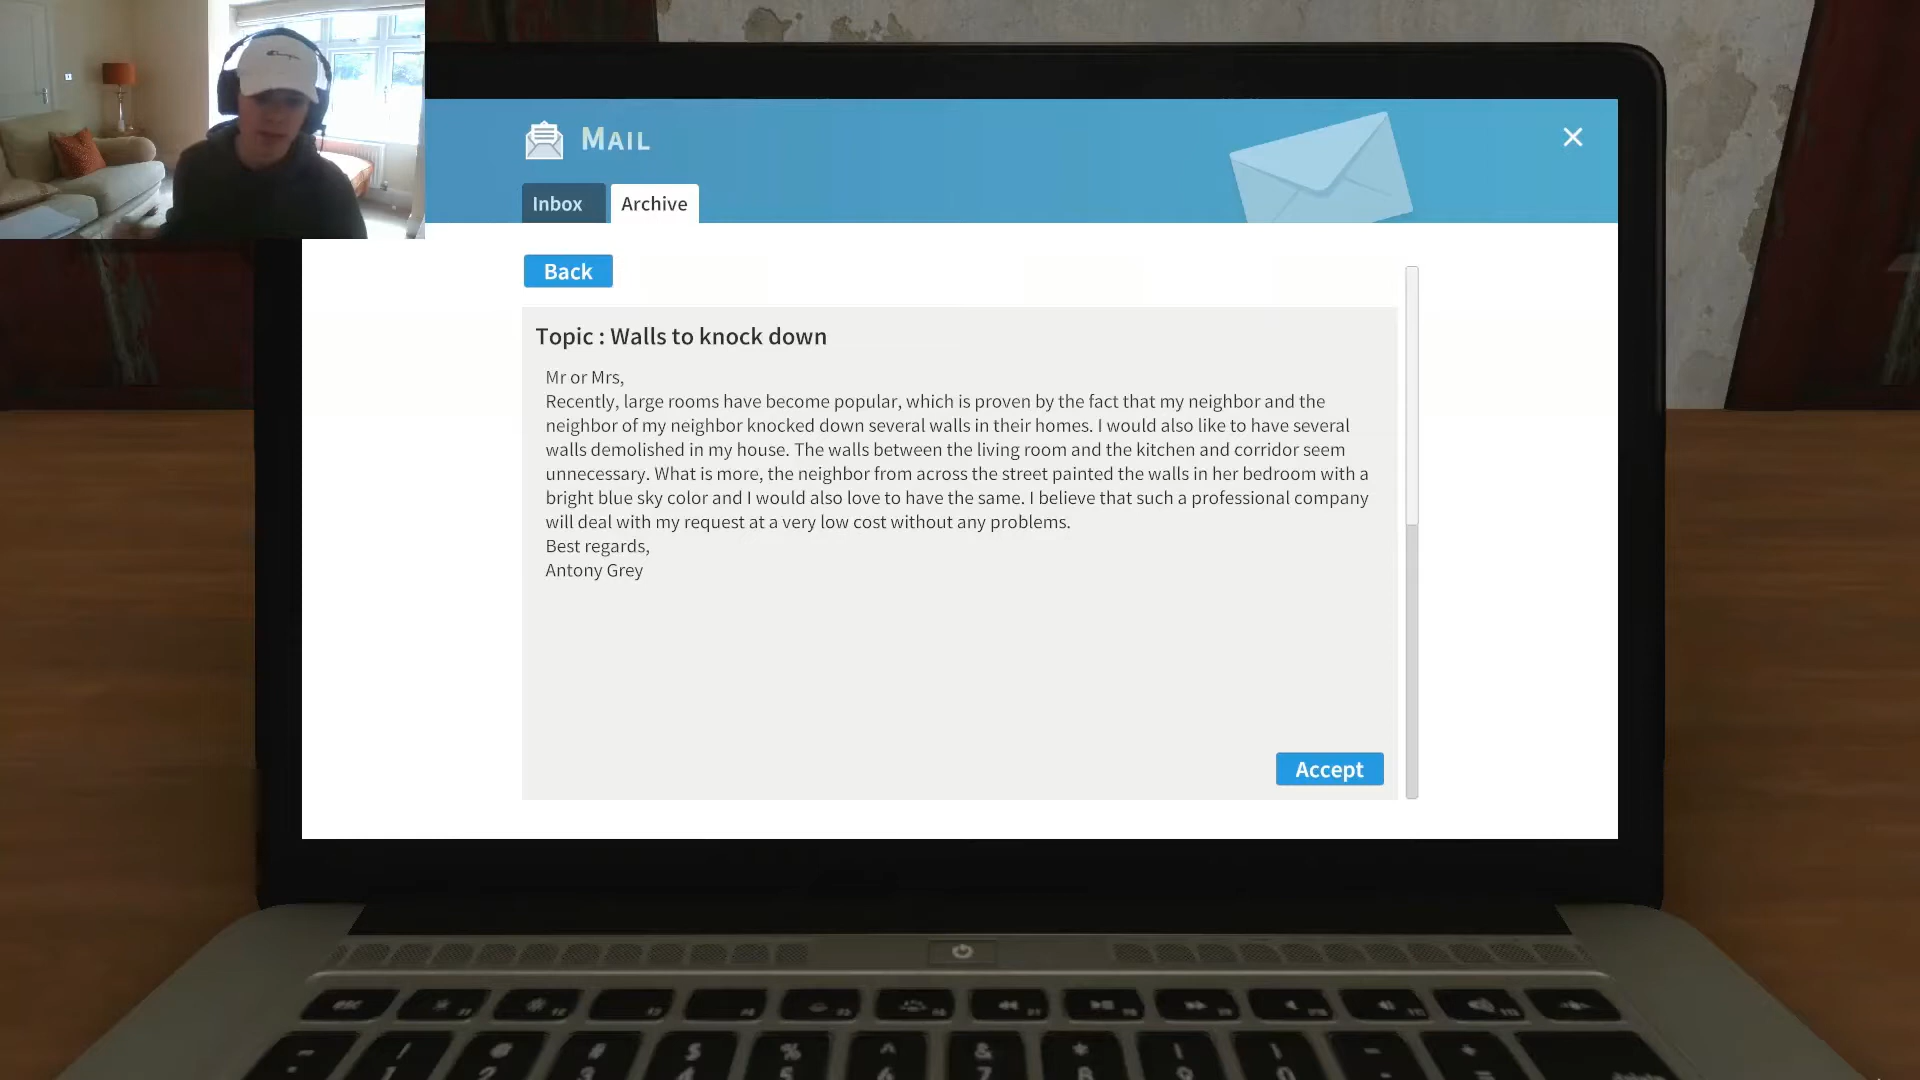 MAIL
Inbox
Archive
Back
Topic : Walls to knock down
Mr or Mrs,
Recently, large rooms have become popular, which is proven by the fact that my neighbor and the
neighbor of my neighbor knocked down several walls in their homes. I would also like to have several
walls demolished in my house. The walls between the living room and the kitchen and corridor seem
unnecessary. What is more, the neighbor from across the street painted the walls in her bedroom with a
bright blue sky color and I would also love to have the same. I believe that such a professional company
will deal with my request at a very low cost without any problems.
Best regards,
Antony Grey
Accept